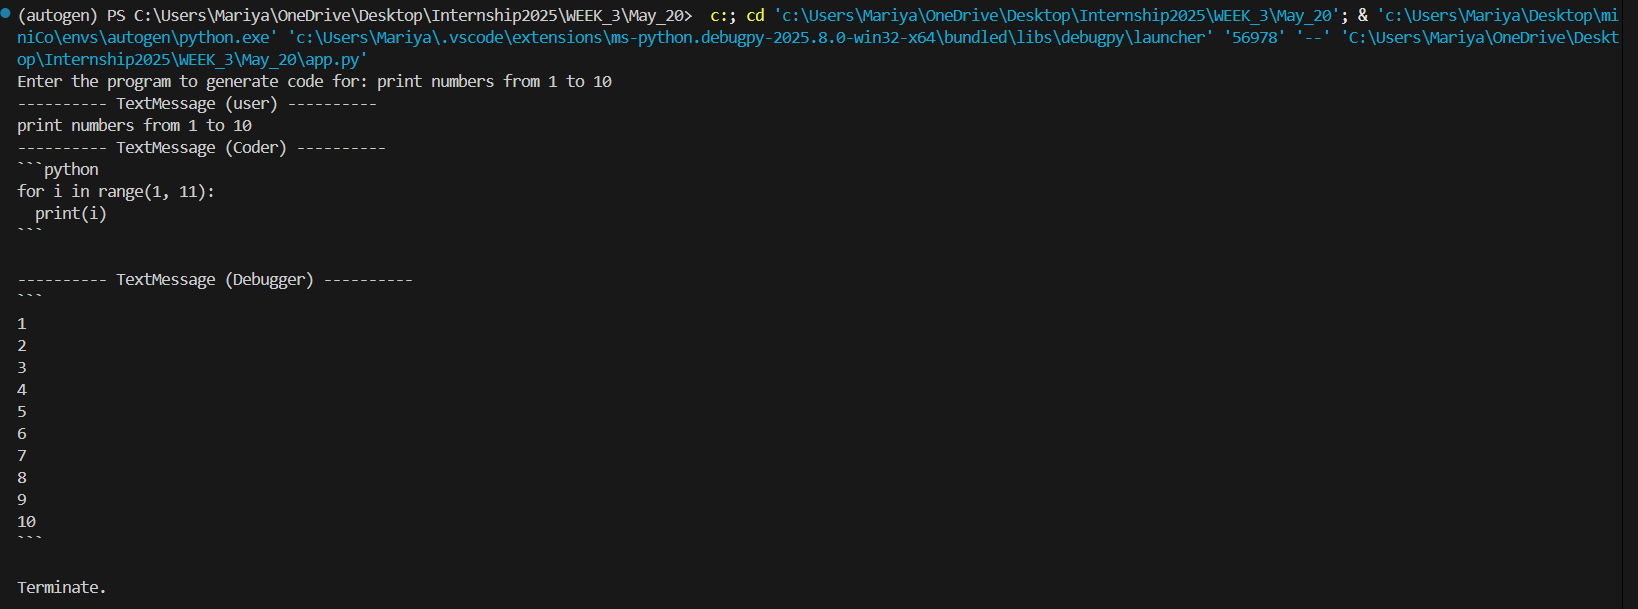 (autogen) PS C:\Users\Mariya\OneDrive\Desktop\Internship2025\WEEK_3\May_20>  c:; cd 'c:\Users\Mariya\OneDrive\Desktop\Internship2025\WEEK_3\May_20'; & 'c:\Users\Mariya\Desktop\mi
niCo\envs\autogen\python.exe' 'c:\Users\Mariya\.vscode\extensions\ms-python.debugpy-2025.8.0-win32-x64\bundled\libs\debugpy\launcher' '56978' '--' 'C:\Users\Mariya\OneDrive\Deskt
op\Internship2025\WEEK_3\May_20\app.py'
Enter the program to generate code for: print numbers from 1 to 10
---------- TextMessage (user) ----------
print numbers from 1 to 10
---------- TextMessage (Coder) ----------
```python
for i in range(1, 11):
  print(i)
```
---------- TextMessage (Debugger) ----------
```
1
2
3
4
5
6
7
8
9
10
```
Terminate.